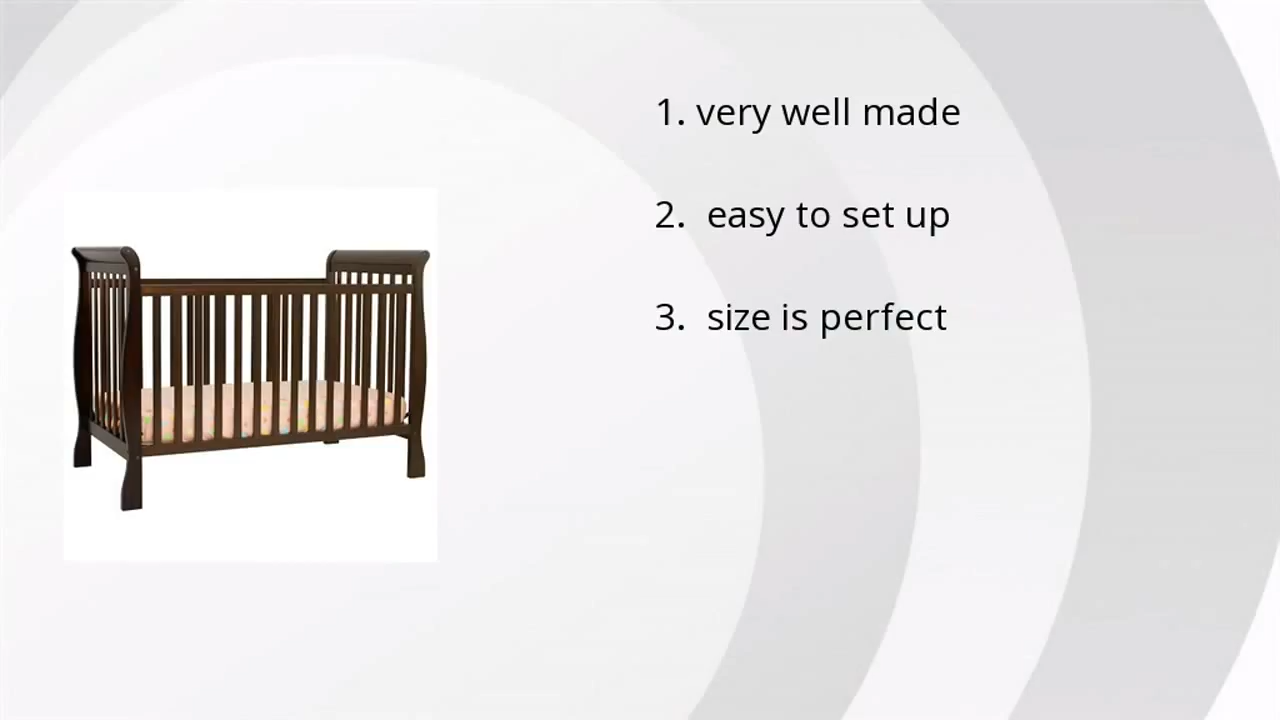 1. very well made
2. easy to set up
3. size is perfect